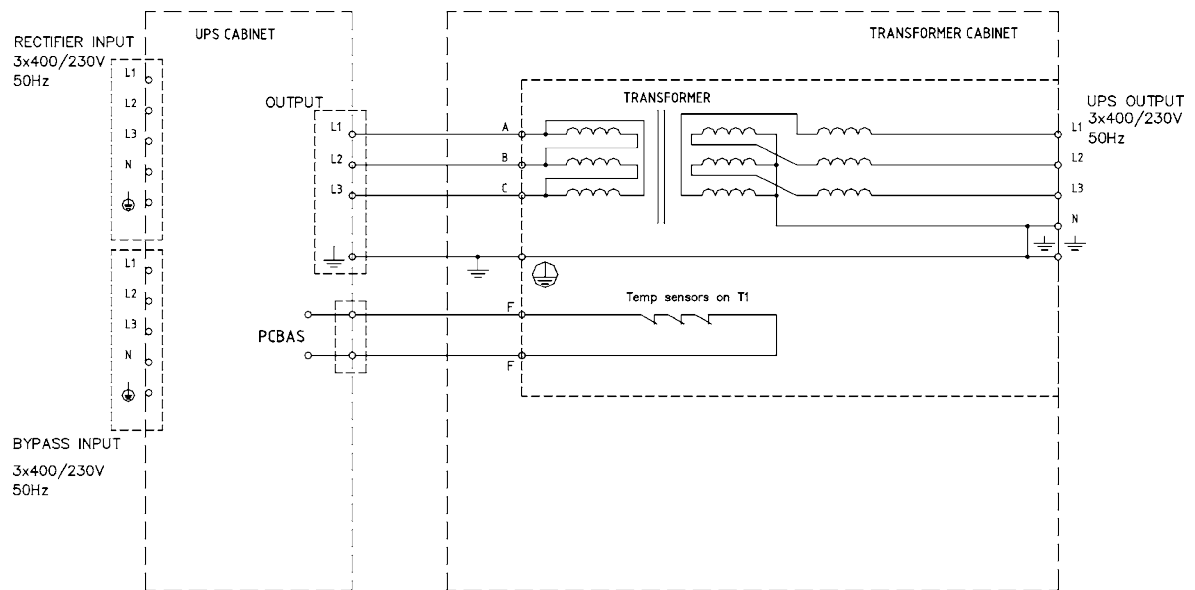 UPS CABINET
TRANSFORMER CABINET
RECTIFIER INPUT
3x400/230V
50Hz
L1
L2
L3
N
OUTPUT
L1
L2
L3
A
B
C
TRANSFORMER
UPS OUTPUT
3x400/230V
50Hz
L1
L2
L3
N
L1
L2
L3
N
PCBAS
F
F
Temp sensors on T1
BYPASS INPUT
3x400/230V
50Hz